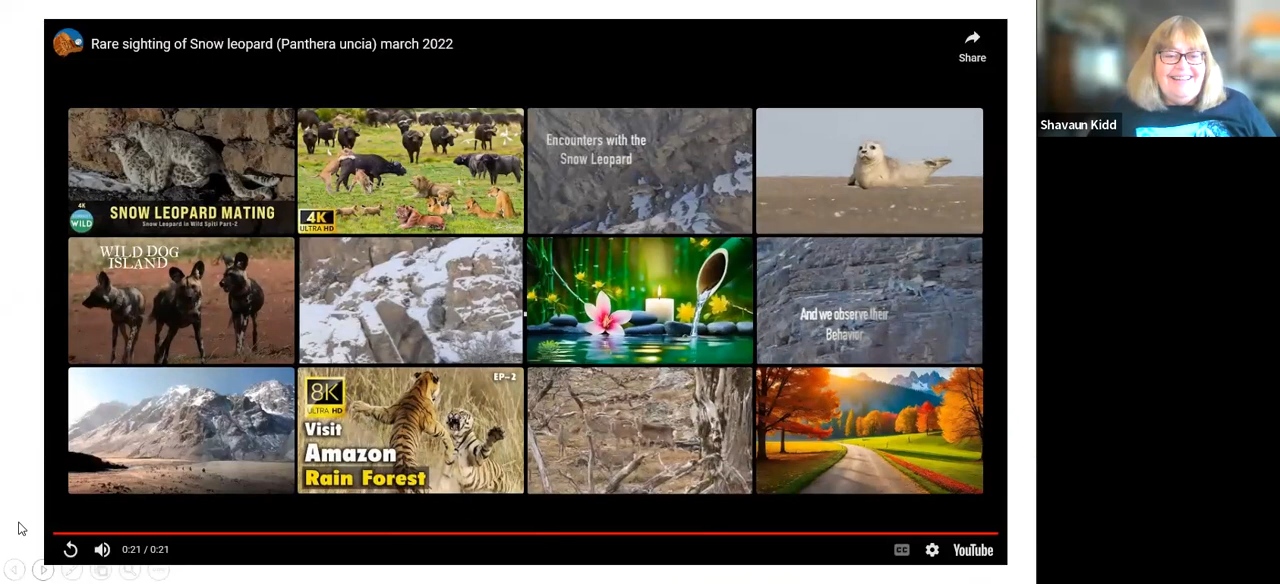 Rare sighting of Snow leopard (Panthera uncia) march 2022
Share
Shavaun Kidd
4K
WILD
SNOW LEOPARD MATING
Snow Leopard in Wild Spiti Part-2
4K
ULTRA HD
Encounters with the
Snow Leopard
WILD DOG
ISLAND
And we observe their
Behavior
8K
ULTRA HD
EP-2
Visit
Amazon
Rain Forest
0:21 / 0:21
CC
YouTube